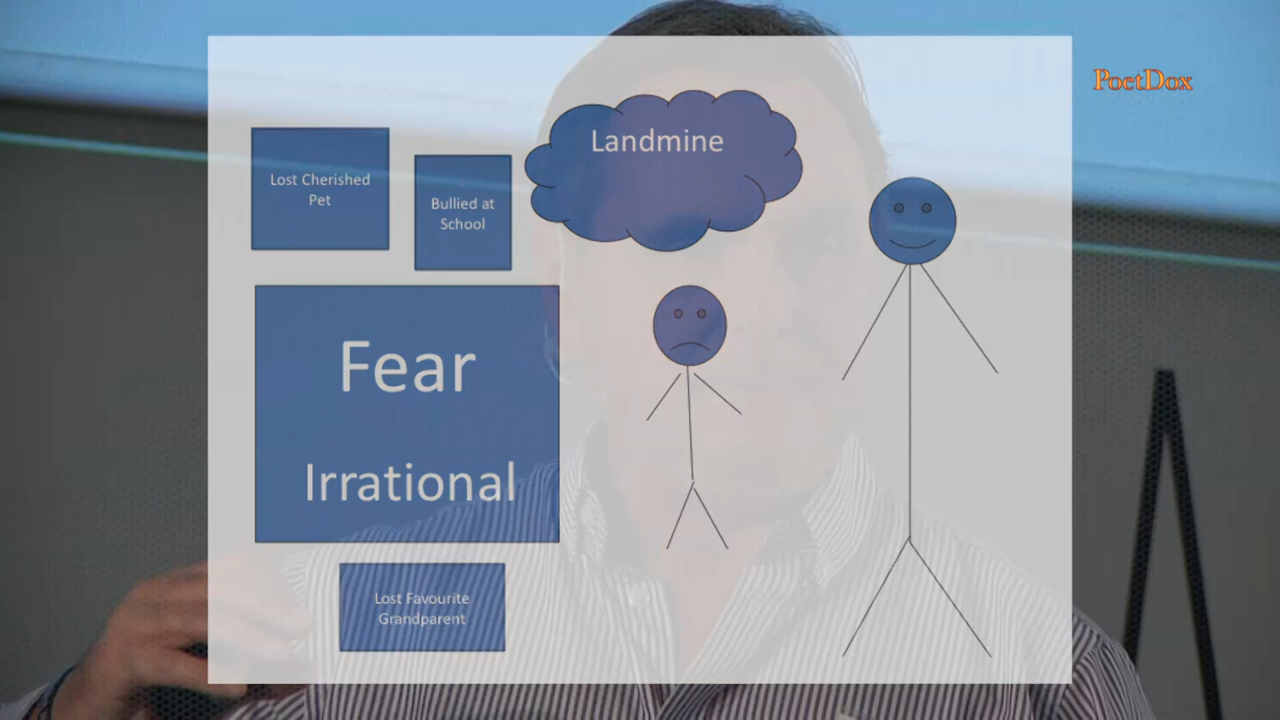 PoetDox
Landmine
Lost Cherished
Pet
Bullied at
School
Fear
Irrational
Lost Favourite
Grandparent